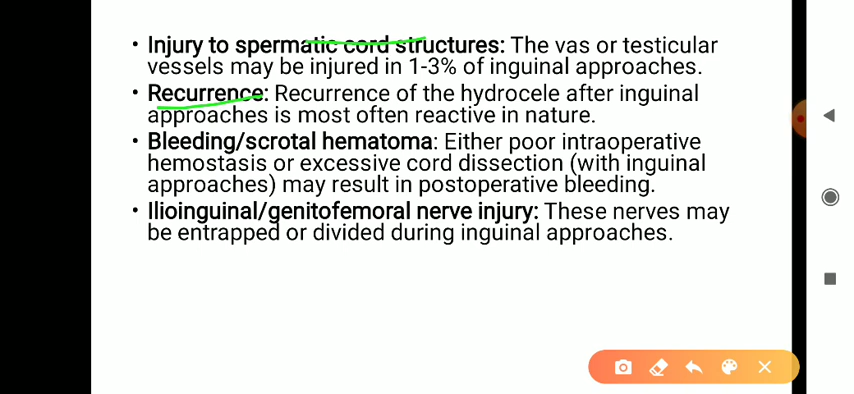 • Injury to spermatic cord structures: The vas or testicular
vessels may be injured in 1-3% of inguinal approaches.
• Recurrence: Recurrence of the hydrocele after inguinal
approaches is most often reactive in nature.
• Bleeding/scrotal hematoma: Either poor intraoperative
hemostasis or excessive cord dissection (with inguinal
approaches) may result in postoperative bleeding.
• Ilioinguinal/genitofemoral nerve injury: These nerves may
be entrapped or divided during inguinal approaches.